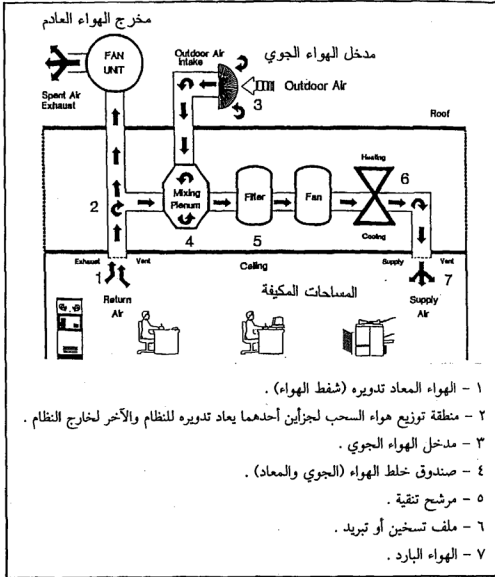 مخرج الهواء العادم
FAN
UNIT
Spent Air
Exhaust
Outdoor Air
Intake
مدخل الهواء الجوي
Outdoor Air
3
Roof
2
Mixing
Plenum
4
Filter
5
Fan
Heating
Cooling
6
Exhaust Vent
Ceiling
Supply Vent
1
Return
Air
المساحات المكيفة
Supply
Air
7
١ - الهواء المعاد تدويره (شفط الهواء) .
٢ - منطقة توزيع هواء السحب لجزأين أحدهما يعاد تدويره للنظام والآخر لخارج النظام .
٣ - مدخل الهواء الجوي .
٤ - صندوق خلط الهواء (الجوي والمعاد) .
٥ - مرشح تنقية .
٦ - ملف تسخين أو تبريد .
٧ - الهواء البارد .